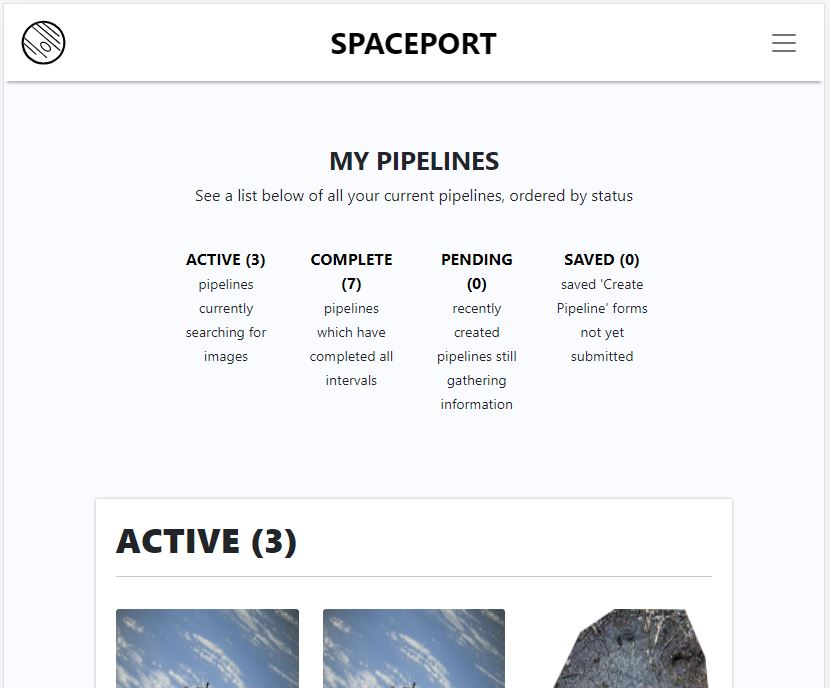 SPACEPORT
MY PIPELINES
See a list below of all your current pipelines, ordered by status
ACTIVE (3)
pipelines
currently
searching for
images
COMPLETE
(7)
pipelines
which have
completed all
intervals
PENDING
(0)
recently
created
pipelines still
gathering
information
SAVED (0)
saved 'Create
Pipeline' forms
not yet
submitted
ACTIVE (3)